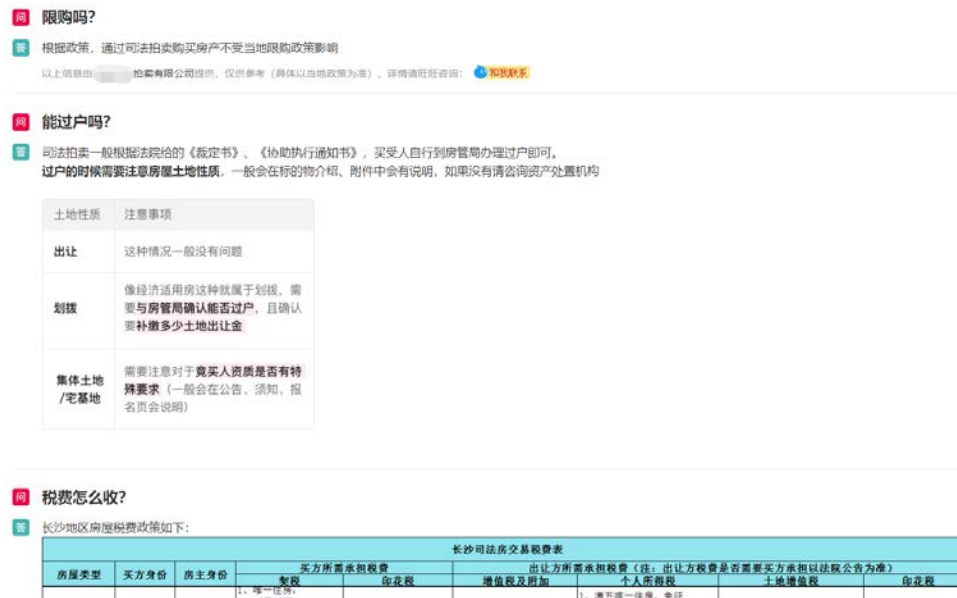 问 限购吗?
答 根据政策，通过司法拍卖购买房产不受当地限购政策影响
以上信息由 拍卖有限公司提供，仅供参考（具体以当地政策为准），详情请旺旺咨询： 和我联系
问 能过户吗?
答 司法拍卖一般根据法院给的《裁定书》、《协助执行通知书》，买受人自行到房管局办理过户即可。
过户的时候需要注意房屋土地性质，一般会在标的物介绍、附件中会有说明，如果没有请咨询资产处置机构
土地性质 注意事项
出让 这种情况一般没有问题
划拨
像经济适用房这种就属于划拨，需
要与房管局确认能否过户，且确认
要补缴多少土地出让金
集体土地
/宅基地
需要注意对于竟买人资质是否有特
殊要求（一般会在公告、须知、报
名页会说明）
问 税费怎么收?
答 长沙地区房屋税费政策如下：
长沙司法房交易税费表
房屋类型 买方身份 房主身份 买方所需承担税费 出让方所需承担税费（注：出让方税费是否需要买方承担以法院公告为准）
契税 印花税 增值税及附加 个人所得税 土地增值税 印花税
1、唯一住房， 1、满五唯一住房，免征